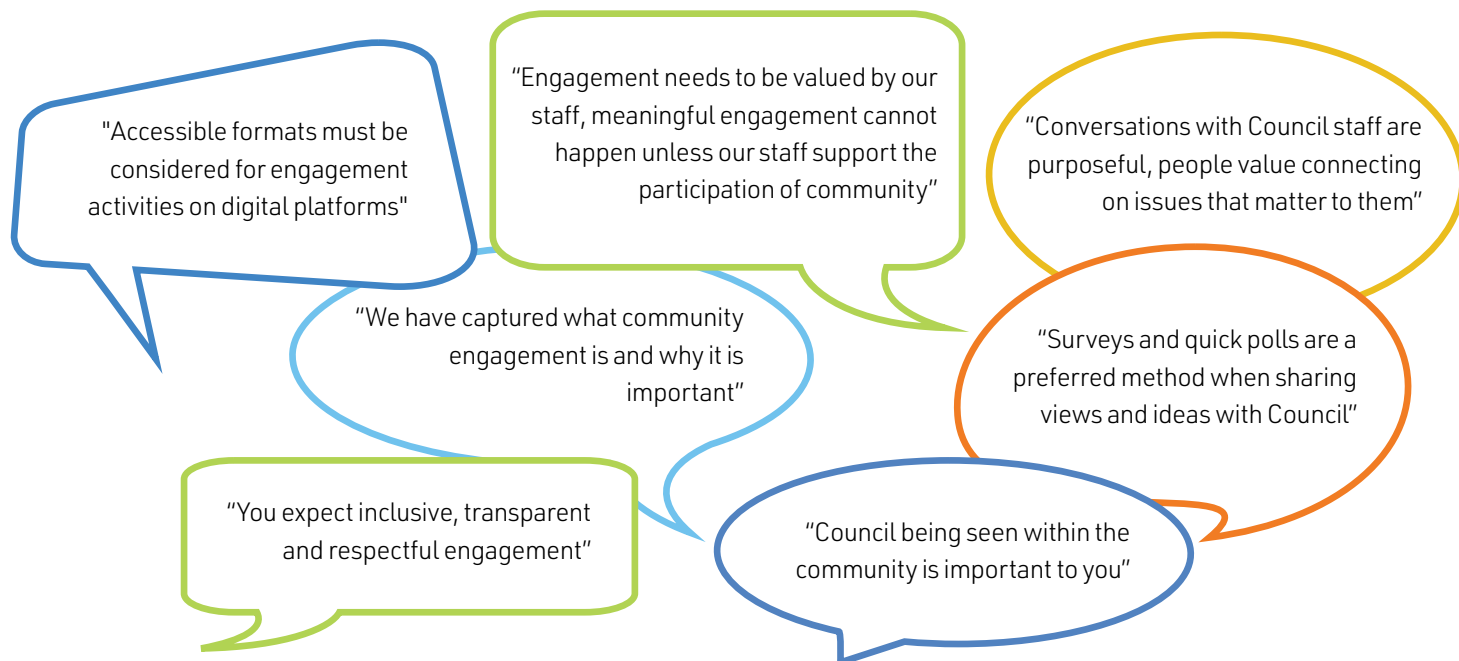 "Accessible formats must be
considered for engagement
activities on digital platforms"
“Engagement needs to be valued by our
staff, meaningful engagement cannot
happen unless our staff support the
participation of community”
“Conversations with Council staff are
purposeful, people value connecting
on issues that matter to them”
“We have captured what community
engagement is and why it is
important”
“Surveys and quick polls are a
preferred method when sharing
views and ideas with Council”
“You expect inclusive, transparent
and respectful engagement”
“Council being seen within the
community is important to you”